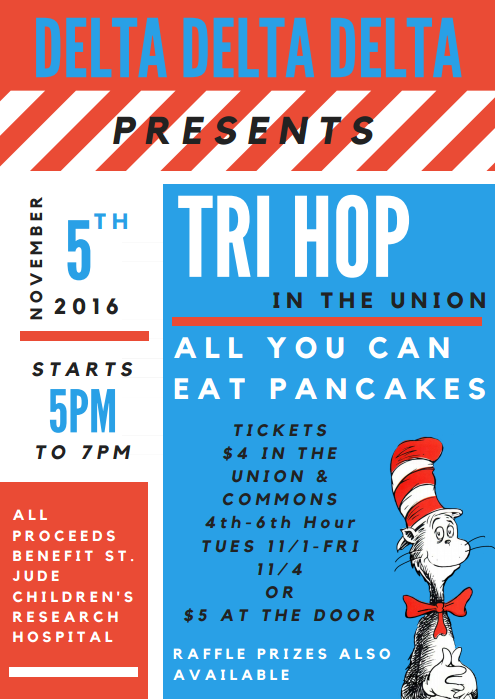 DELTA DELTA DELTA
PRESENTS
NOVEMBER
5TH
2016
STARTS
5PM
TO 7PM
ALL
PROCEEDS
BENEFIT ST.
JUDE
CHILDREN'S
RESEARCH
HOSPITAL
TRI HOP
IN THE UNION
ALL YOU CAN
EAT PANCAKES
TICKETS
$4 IN THE
UNION &
COMMONS
4th-6th Hour
TUES 11/1-FRI
11/4
OR
$5 AT THE DOOR
RAFFLE PRIZES ALSO
AVAILABLE